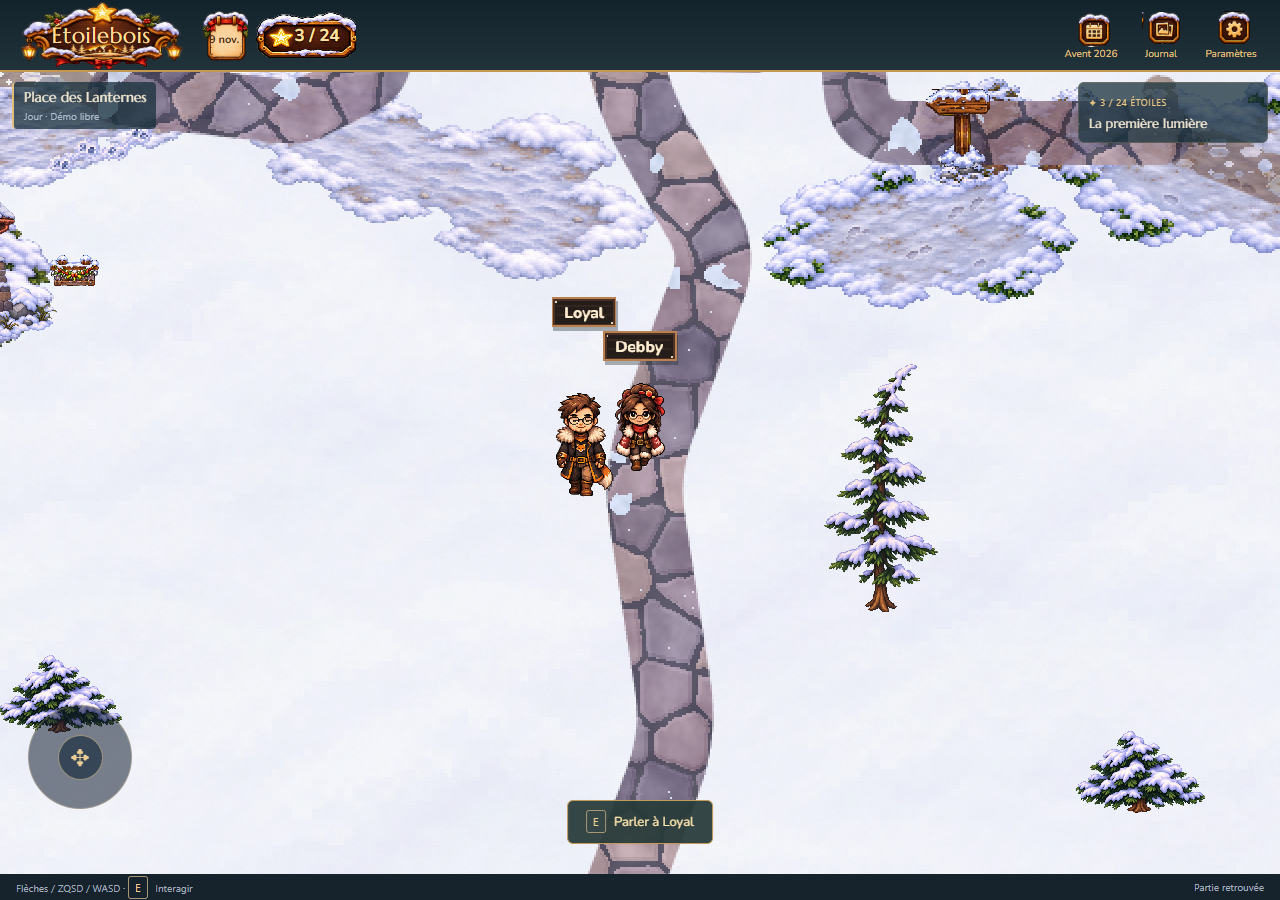 Etoilebois
9 nov.
3 / 24
Avent 2026
Journal
Paramètres
Place des Lanternes
Jour · Démo libre
✦ 3 / 24 ÉTOILES
La première lumière
Loyal
Debby
E Parler à Loyal
Flèches / ZQSD / WASD · E Interagir
Partie retrouvée